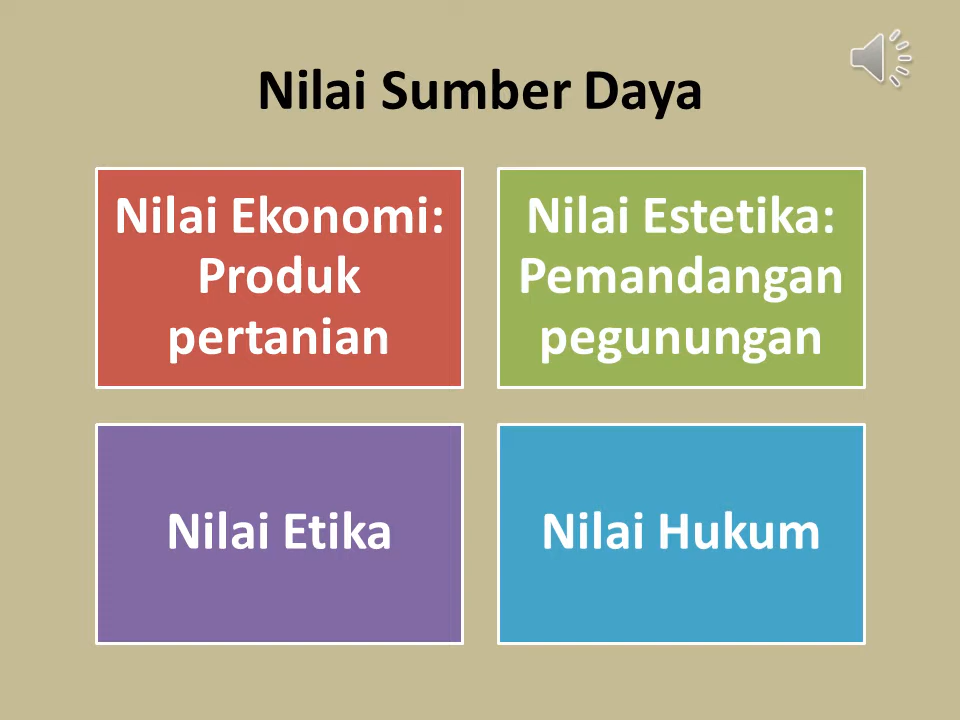 Nilai Sumber Daya
Nilai Ekonomi:
Produk
pertanian
Nilai Estetika:
Pemandangan
pegunungan
Nilai Etika
Nilai Hukum